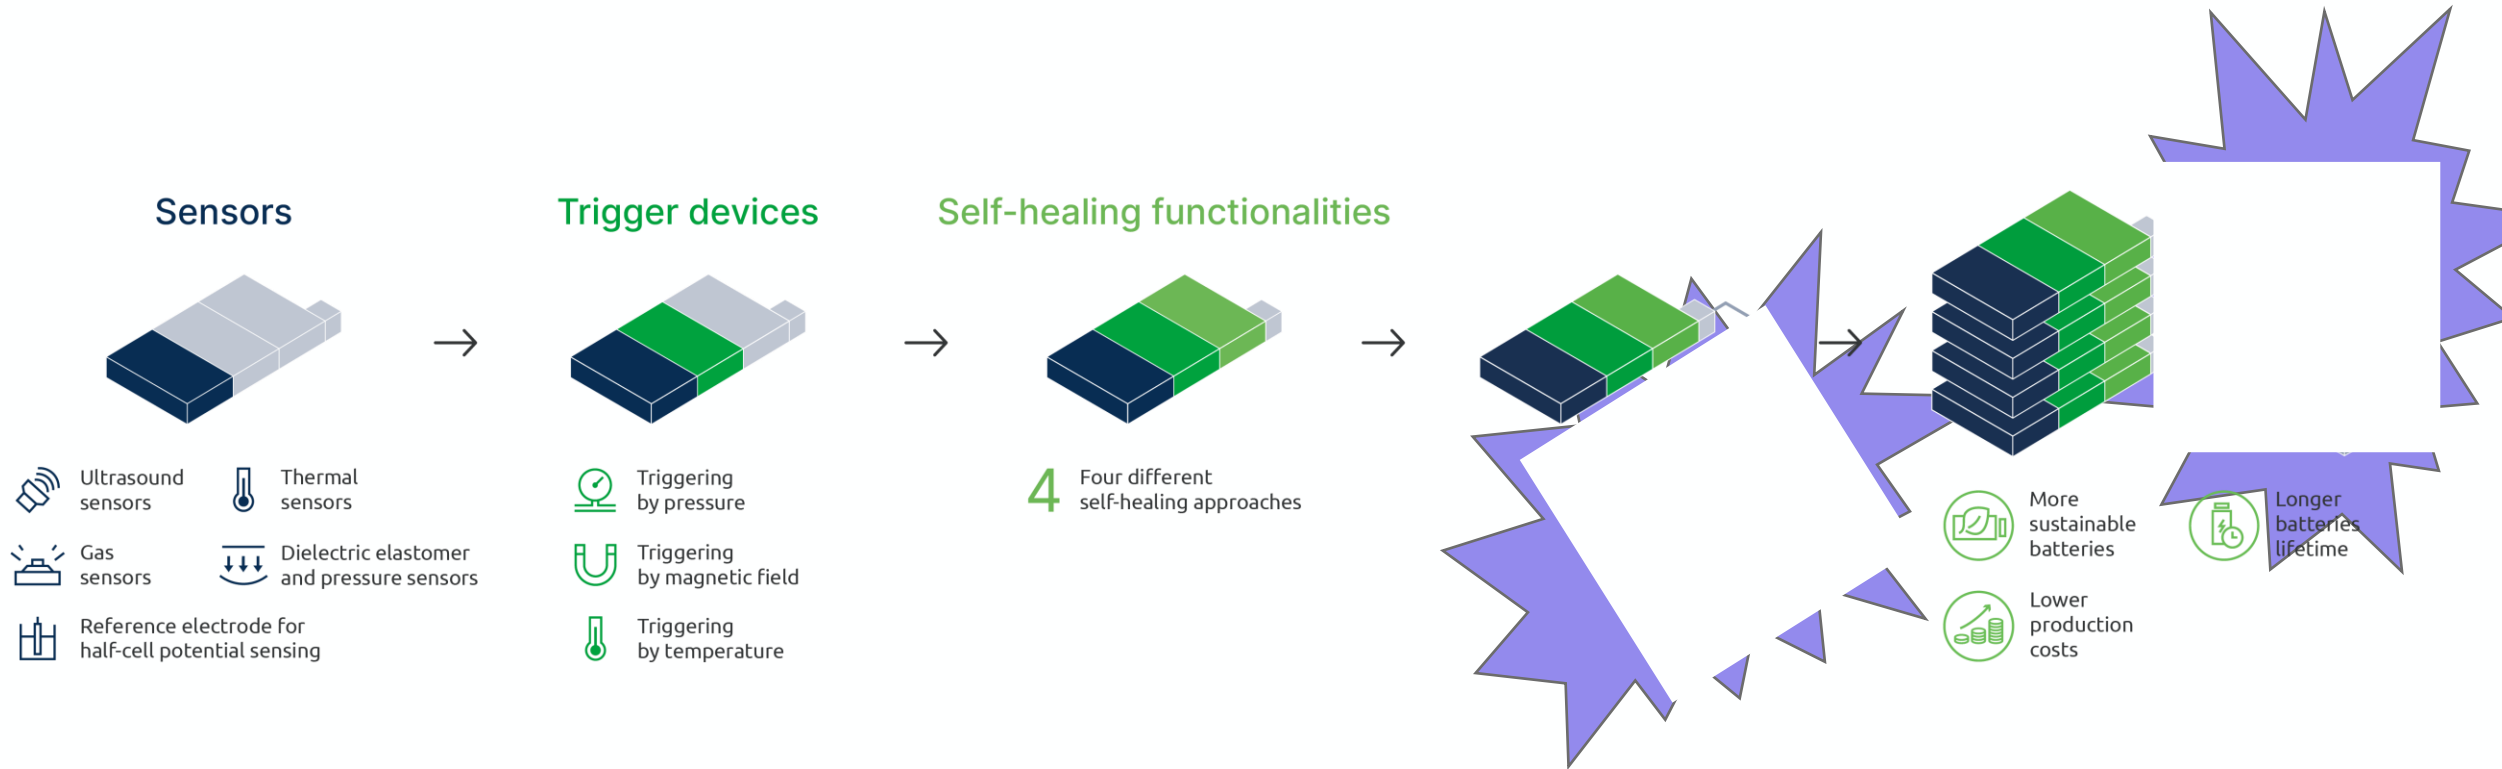 Sensors
Ultrasound
sensors
Thermal
sensors
Gas
sensors
Dielectric elastomer
and pressure sensors
Reference electrode for
half-cell potential sensing
Trigger devices
Triggering
by pressure
Triggering
by magnetic field
Triggering
by temperature
Self-healing functionalities
4
Four different
self-healing approaches
More
sustainable
batteries
Longer
batteries
lifetime
Lower
production
costs